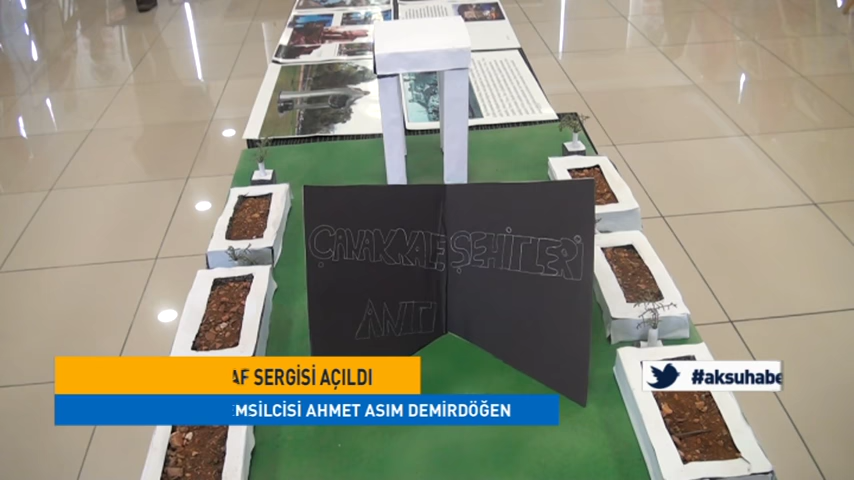 ÇANAKKALE ŞEHİTLERİ
ANITI
AF SERGİSİ AÇILDI
EMSİLCİSİ AHMET ASIM DEMİRDÖĞEN
#aksuhabe